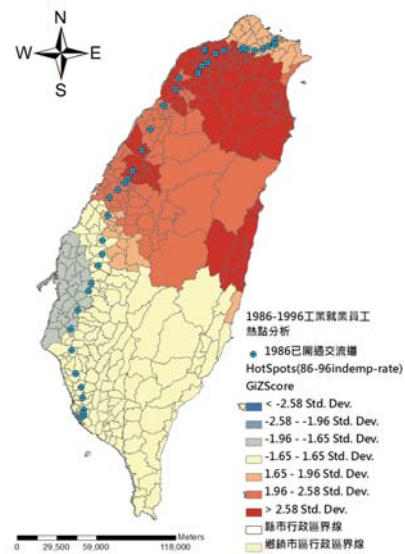 N
W E
S
1986-1996工業就業員工
熱點分析
1986已開通交流道
HotSpots(86-96indemp-rate)
GiZScore
< -2.58 Std. Dev.
-2.58 - -1.96 Std. Dev.
-1.96 - -1.65 Std. Dev.
-1.65 - 1.65 Std. Dev.
1.65 - 1.96 Std. Dev.
1.96 - 2.58 Std. Dev.
> 2.58 Std. Dev.
縣市行政區界線
鄉鎮市區行政區界線
Meters
0 29,500 59,000 118,000